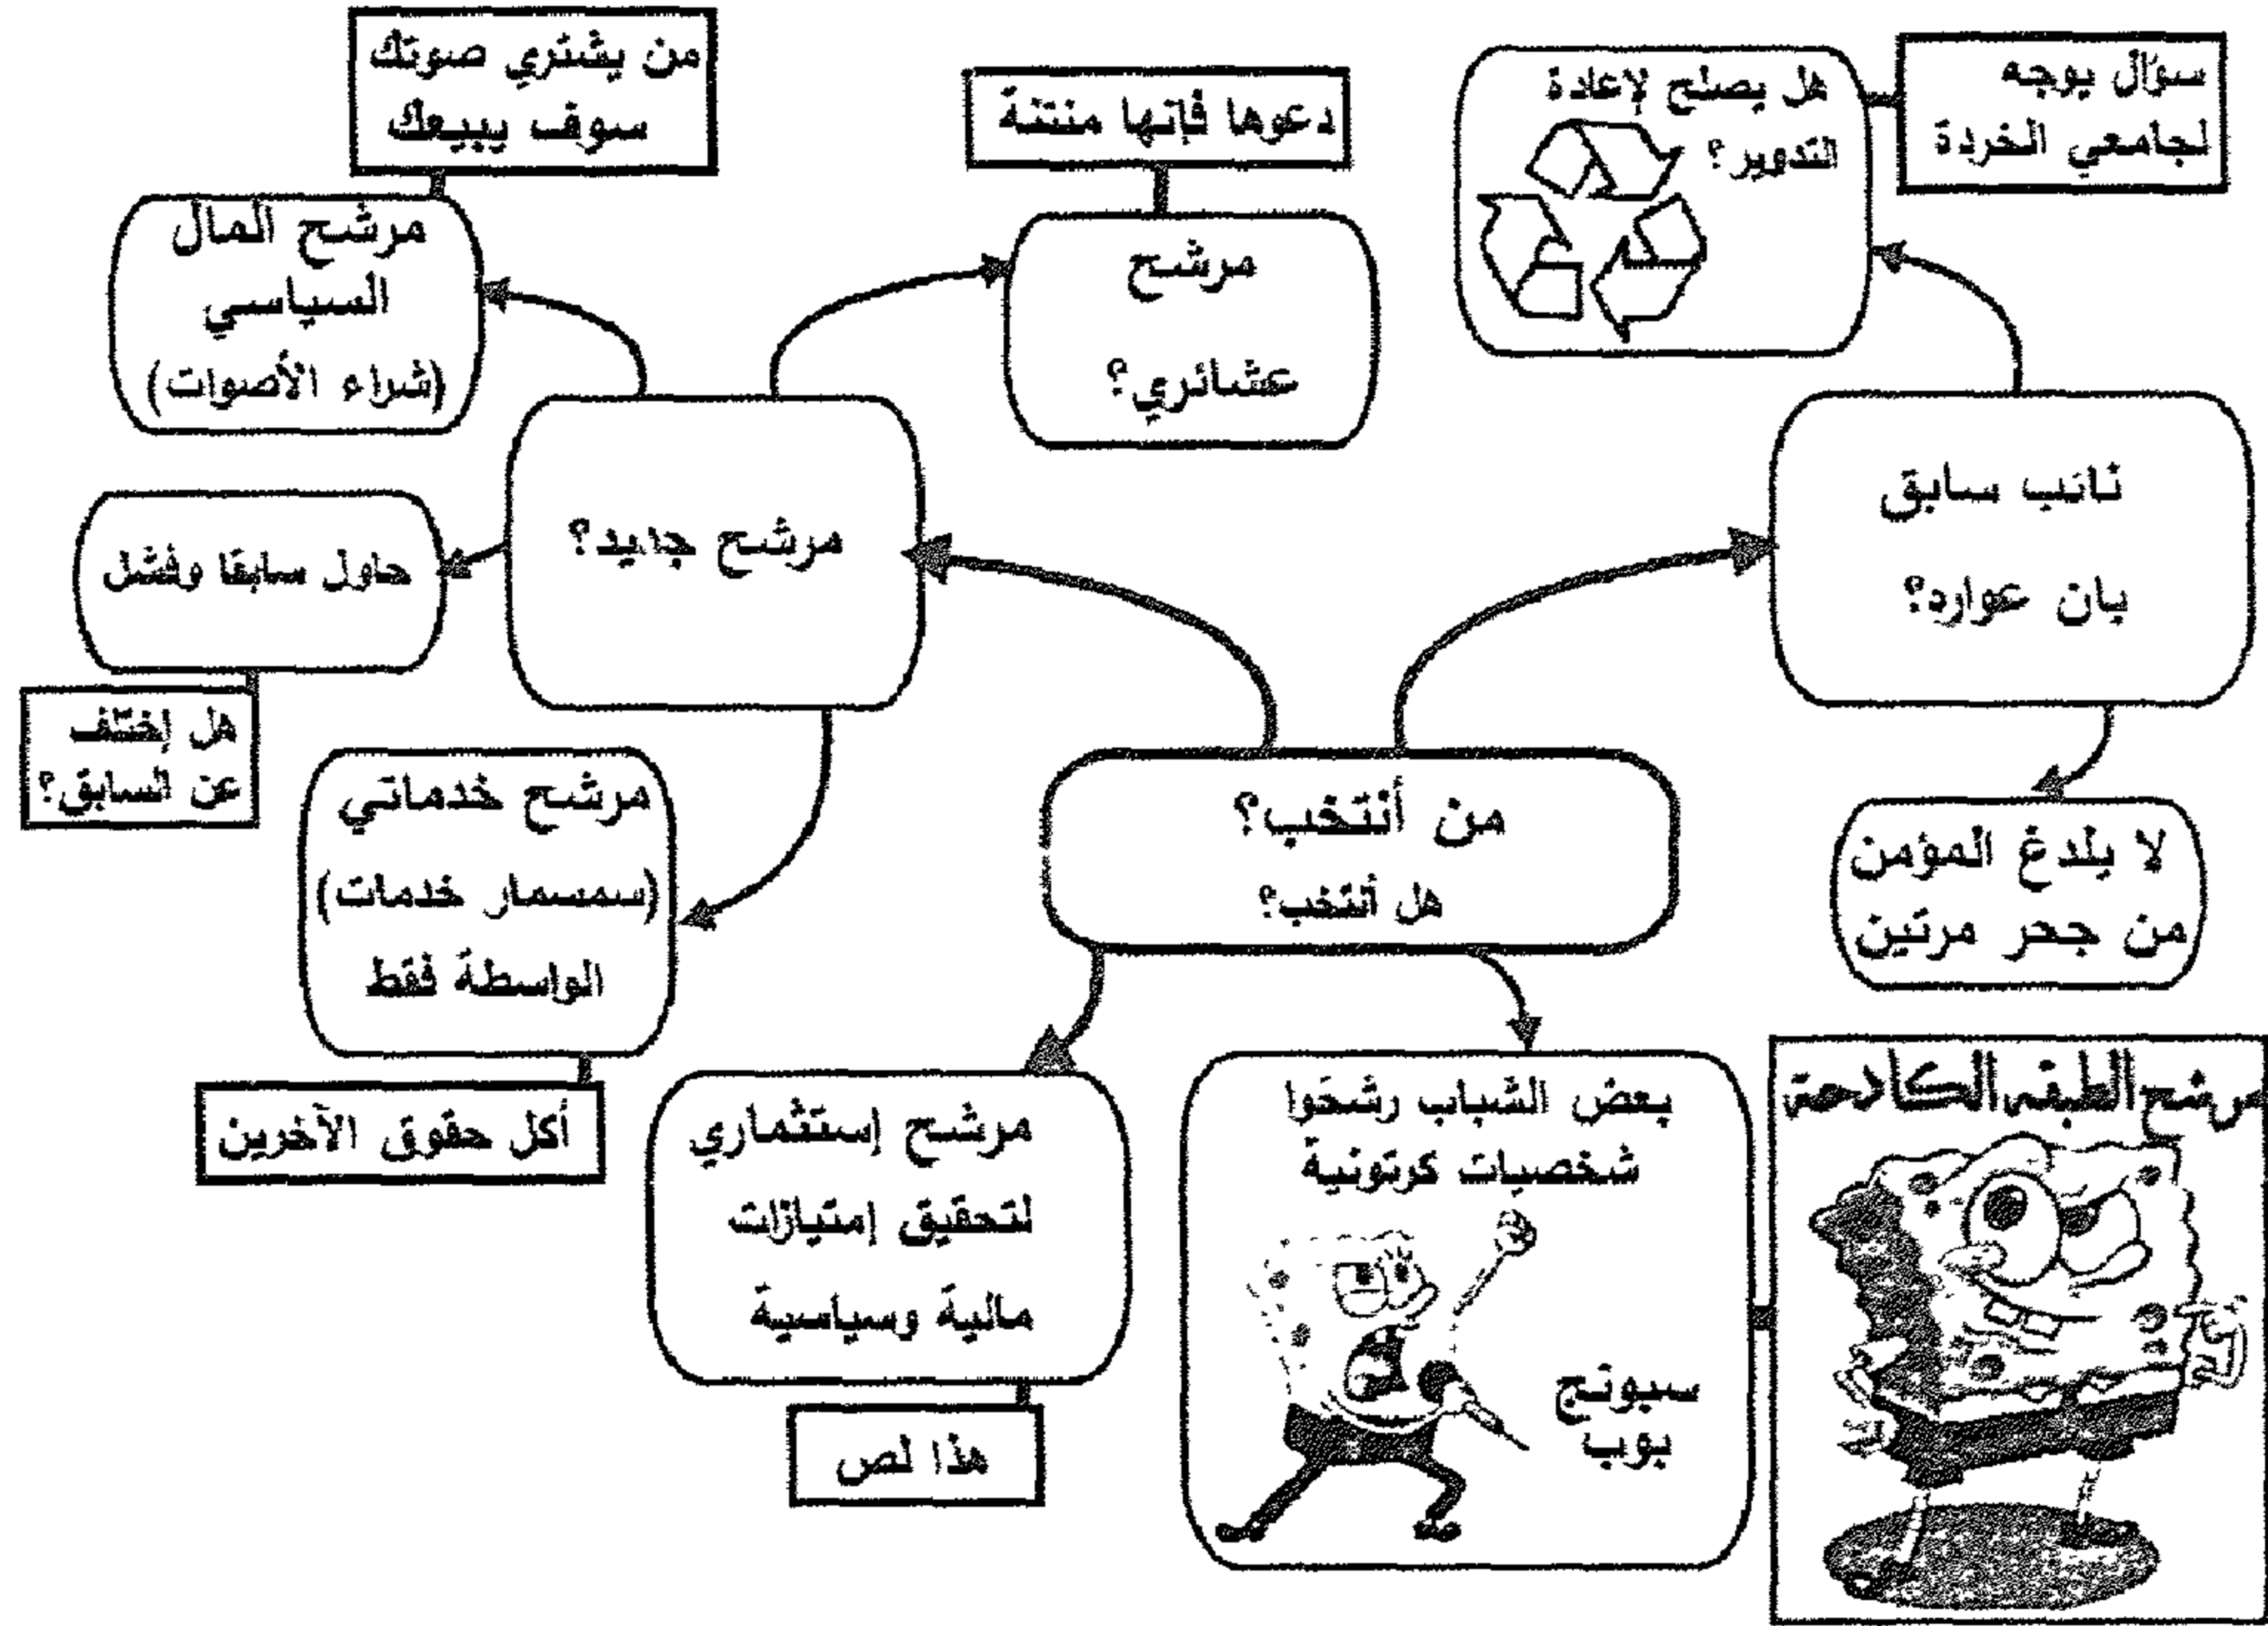 من أنتخب؟
هل أنتخب؟
نائب سابق
بان عواره؟
هل يصلح لإعادة
التدوير؟
سؤال يوجه
لجامعي الخردة
لا يلدغ المؤمن
من جحر مرتين
مرشح جديد؟
مرشح
عشائري؟
دعوها فإنها منتنة
مرشح المال
السياسي
(شراء الأصوات)
من يشتري صوتك
سوف يبيعك
حاول سابقا وفشل
هل إختلف
عن السابق؟
مرشح خدماتي
(سمسمار خدمات)
الواسطة فقط
أكل حقوق الآخرين
مرشح إستثماري
لتحقيق إمتيازات
مالية وسياسية
هذا لص
بعض الشباب رشحوا
شخصيات كرتونية
سبونج
بوب
مرشح الطبقه الكادحة